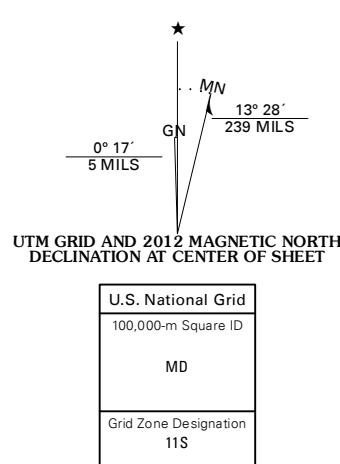 ★
MN
GN
13° 28´
239 MILS
0° 17´
5 MILS
UTM GRID AND 2012 MAGNETIC NORTH
DECLINATION AT CENTER OF SHEET
U.S. National Grid
100,000-m Square ID
MD
Grid Zone Designation
11S